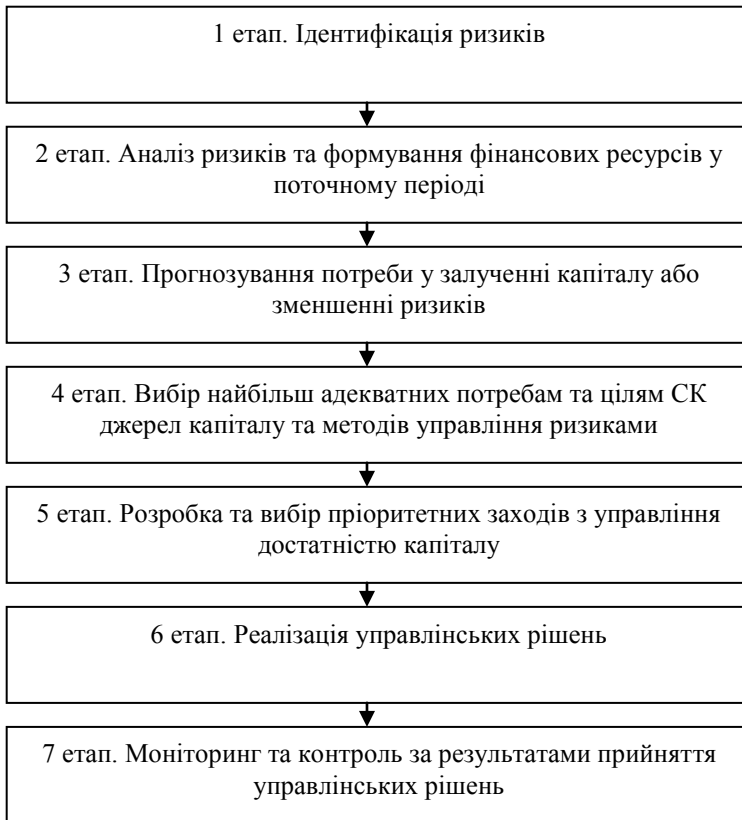 1 етап. Ідентифікація ризиків
2 етап. Аналіз ризиків та формування фінансових ресурсів у
поточному періоді
3 етап. Прогнозування потреби у залученні капіталу або
зменшенні ризиків
4 етап. Вибір найбільш адекватних потребам та цілям СК
джерел капіталу та методів управління ризиками
5 етап. Розробка та вибір пріоритетних заходів з управління
достатністю капіталу
6 етап. Реалізація управлінських рішень
7 етап. Моніторинг та контроль за результатами прийняття
управлінських рішень